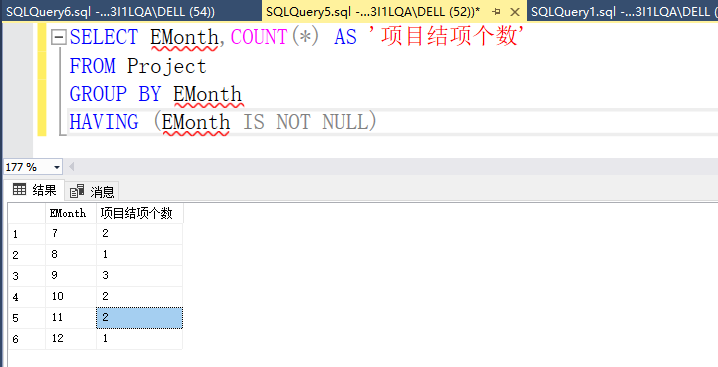 SQLQuery6.sql -...3I1LQA\DELL (54))
SQLQuery5.sql -...3I1LQA\DELL (52))*
SQLQuery1.sql -...3I1LQA\DELL (
SELECT EMonth,COUNT(*) AS '项目结项个数'
FROM Project
GROUP BY EMonth
HAVING (EMonth IS NOT NULL)
177 %
结果 消息
EMonth 项目结项个数
1 7 2
2 8 1
3 9 3
4 10 2
5 11 2
6 12 1